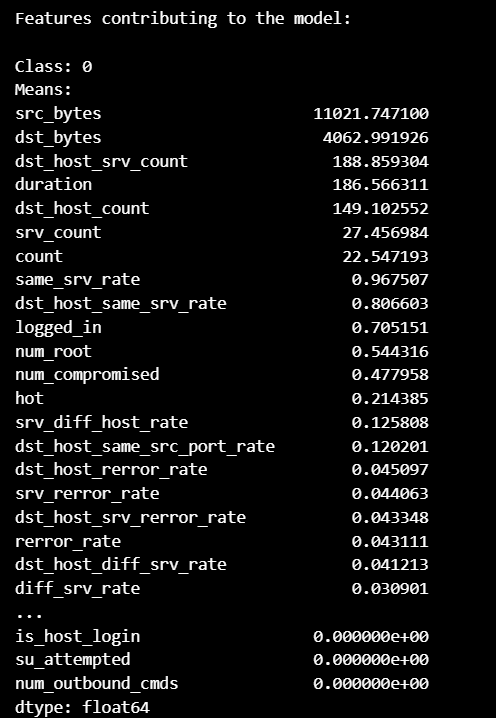 Features contributing to the model:
Class: 0
Means:
src_bytes 11021.747100
dst_bytes 4062.991926
dst_host_srv_count 188.859304
duration 186.566311
dst_host_count 149.102552
srv_count 27.456984
count 22.547193
same_srv_rate 0.967507
dst_host_same_srv_rate 0.806603
logged_in 0.705151
num_root 0.544316
num_compromised 0.477958
hot 0.214385
srv_diff_host_rate 0.125808
dst_host_same_src_port_rate 0.120201
dst_host_rerror_rate 0.045097
srv_rerror_rate 0.044063
dst_host_srv_rerror_rate 0.043348
rerror_rate 0.043111
dst_host_diff_srv_rate 0.041213
diff_srv_rate 0.030901
...
is_host_login 0.000000e+00
su_attempted 0.000000e+00
num_outbound_cmds 0.000000e+00
dtype: float64